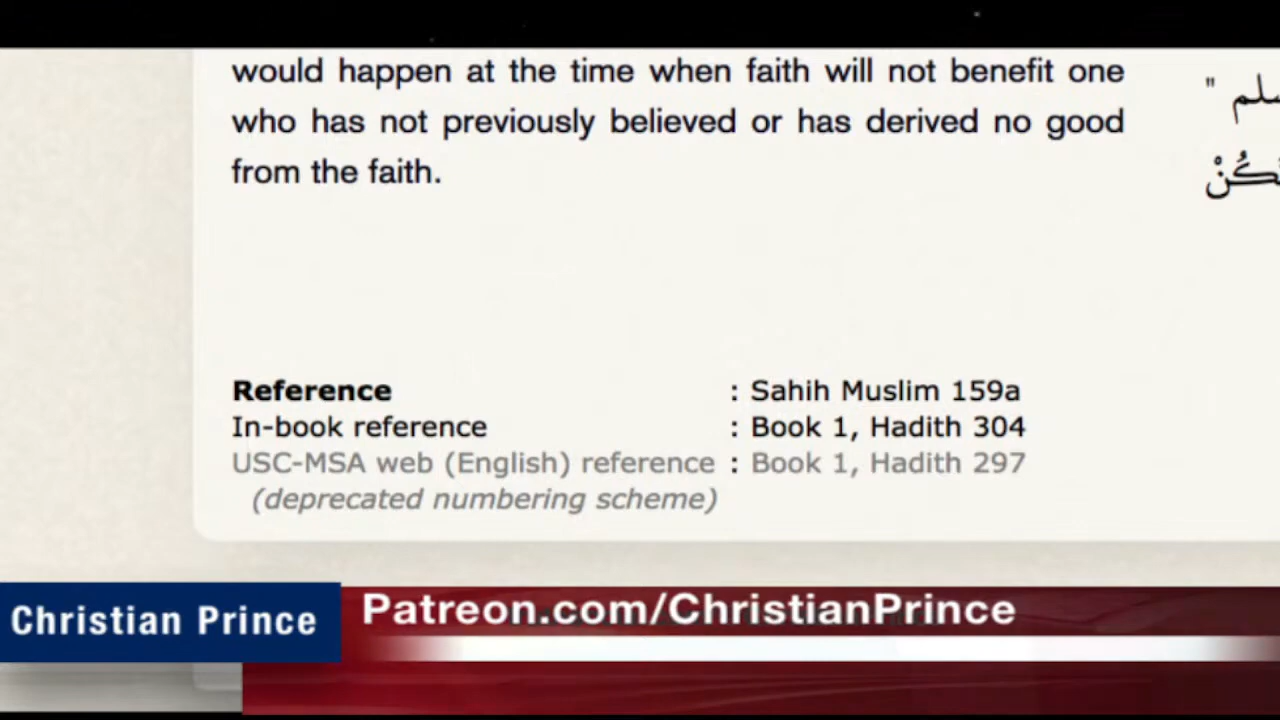 would happen at the time when faith will not benefit one
who has not previously believed or has derived no good
from the faith.
Reference : Sahih Muslim 159a
In-book reference : Book 1, Hadith 304
USC-MSA web (English) reference : Book 1, Hadith 297
(deprecated numbering scheme)
Christian Prince
Patreon.com/ChristianPrince